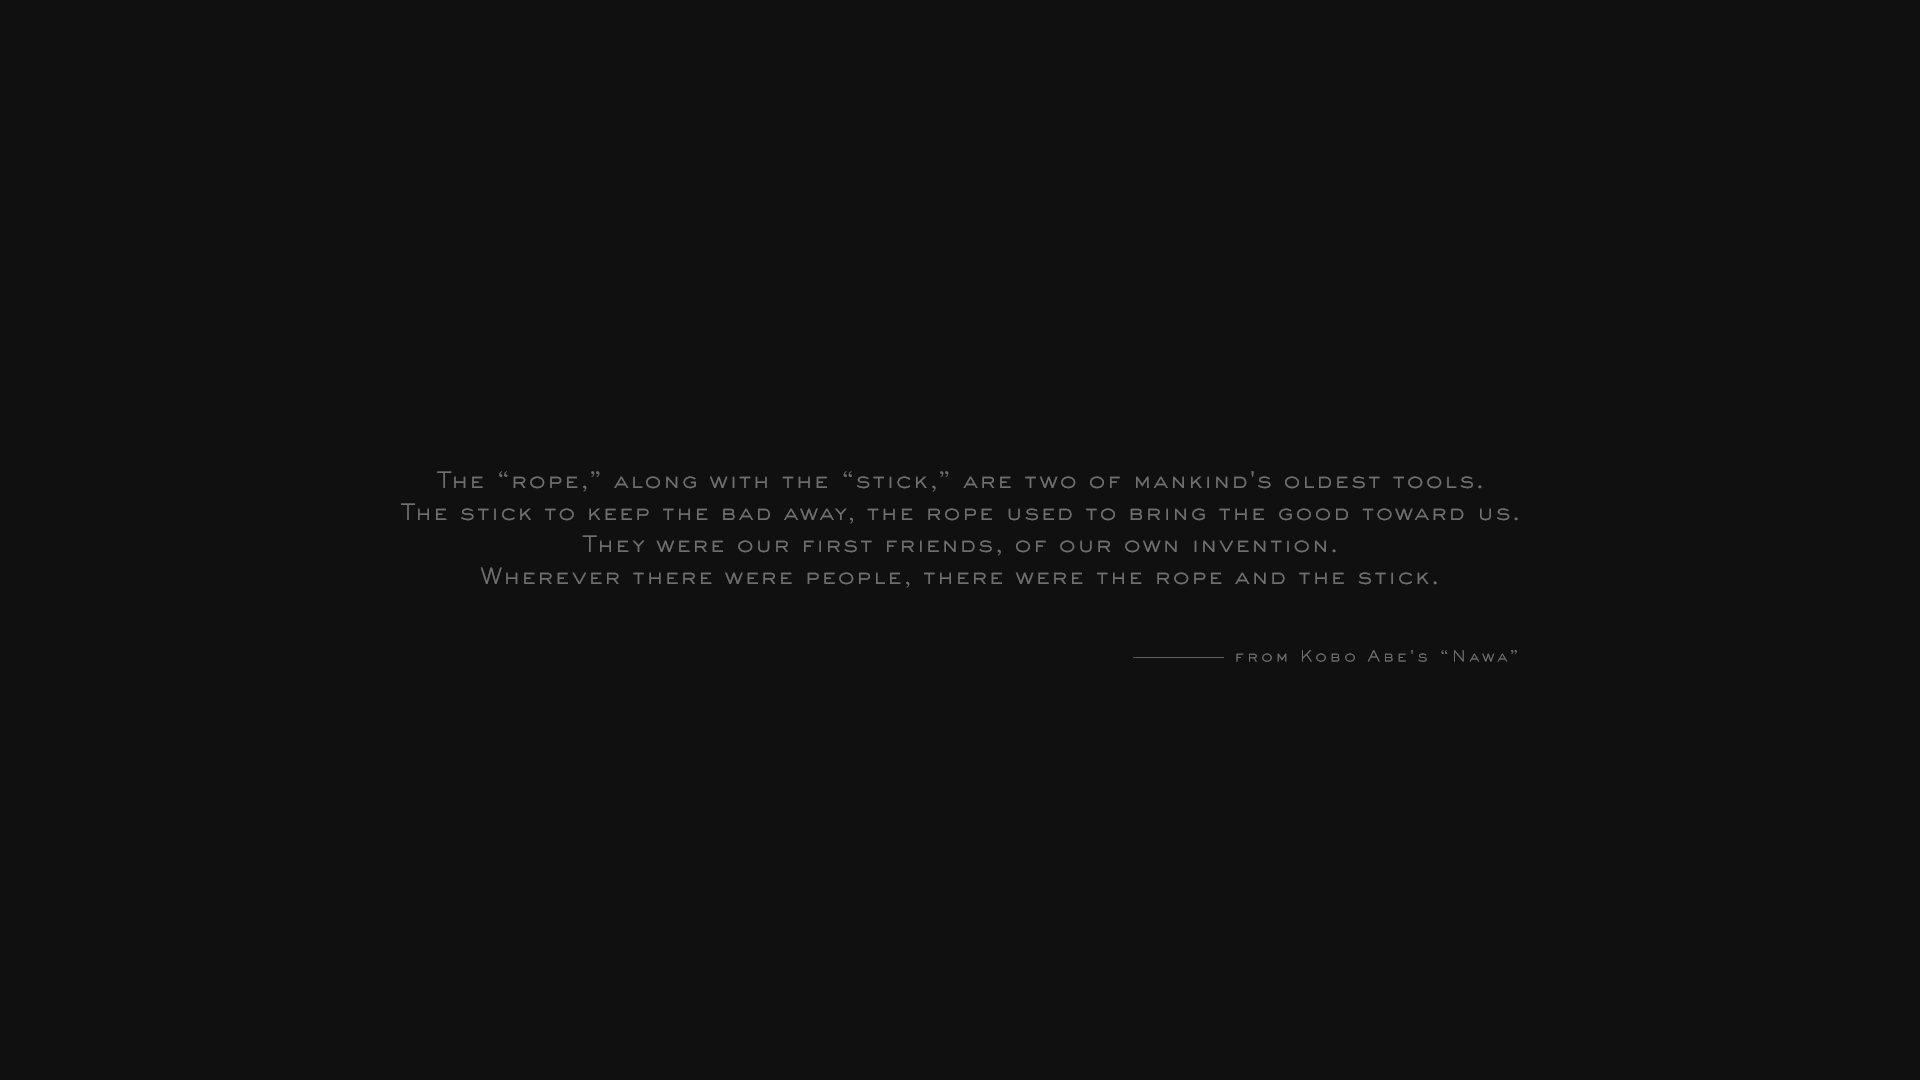 The “rope,” along with the “stick,” are two of mankind's oldest tools.
The stick to keep the bad away, the rope used to bring the good toward us.
They were our first friends, of our own invention.
Wherever there were people, there were the rope and the stick.
——— from Kobo Abe's “Nawa”